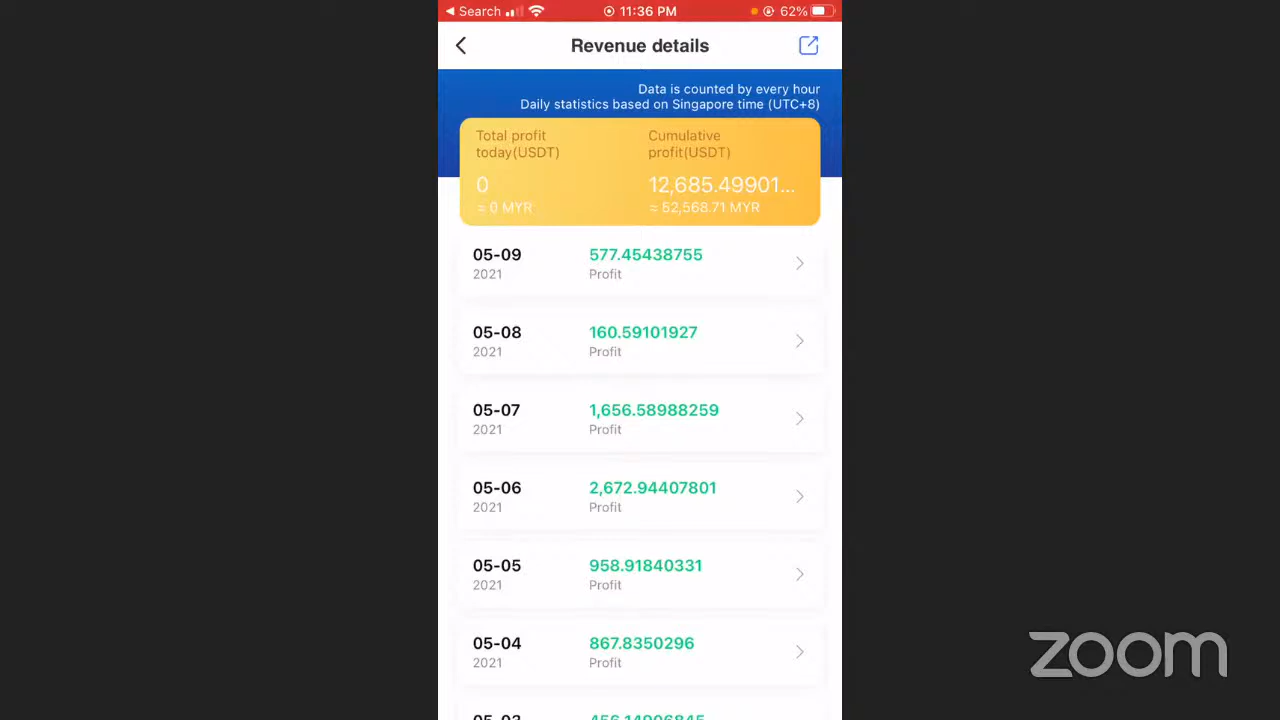 Search
11:36 PM
62%
Revenue details
Data is counted by every hour
Daily statistics based on Singapore time (UTC+8)
Total profit today(USDT)
Cumulative profit(USDT)
0
12,685.49901...
= 0 MYR
≈ 52,568.71 MYR
05-09
577.45438755
2021
Profit
05-08
160.59101927
2021
Profit
05-07
1,656.58988259
2021
Profit
05-06
2,672.94407801
2021
Profit
05-05
958.91840331
2021
Profit
05-04
867.8350296
2021
Profit
zoom